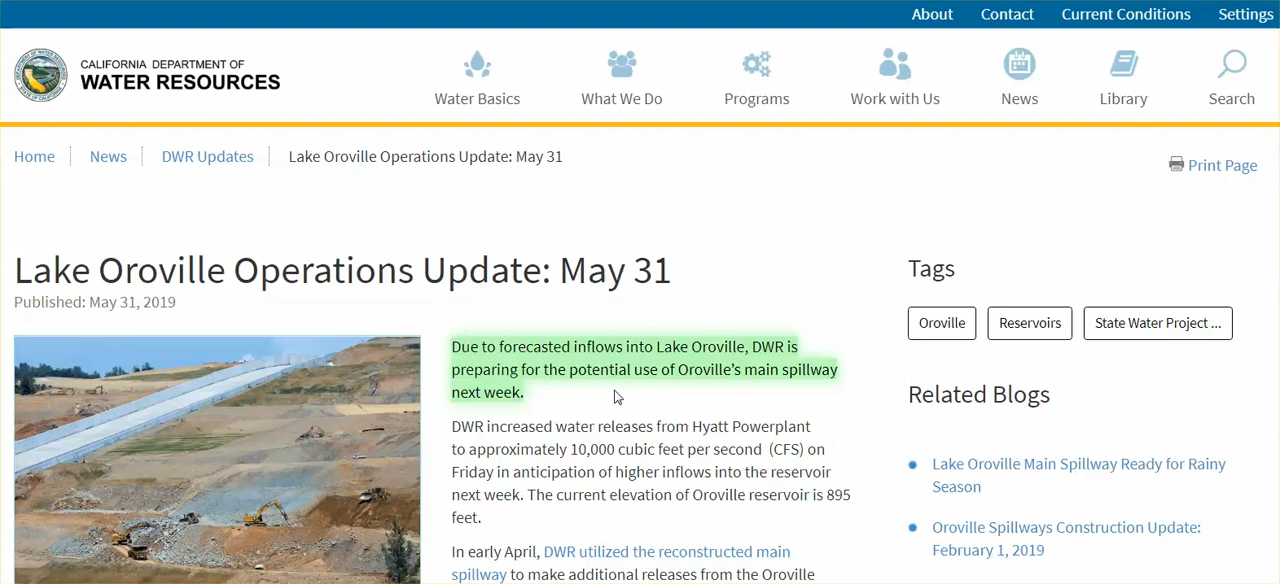 About Contact Current Conditions Settings
CALIFORNIA DEPARTMENT OF
WATER RESOURCES
Water Basics What We Do Programs Work with Us News Library Search
Home News DWR Updates Lake Oroville Operations Update: May 31
Print Page
Lake Oroville Operations Update: May 31
Published: May 31, 2019
Due to forecasted inflows into Lake Oroville, DWR is
preparing for the potential use of Oroville’s main spillway
next week.
DWR increased water releases from Hyatt Powerplant
to approximately 10,000 cubic feet per second (CFS) on
Friday in anticipation of higher inflows into the reservoir
next week. The current elevation of Oroville reservoir is 895
feet.
In early April, DWR utilized the reconstructed main
spillway to make additional releases from the Oroville
Tags
Oroville Reservoirs State Water Project ...
Related Blogs
Lake Oroville Main Spillway Ready for Rainy
Season
Oroville Spillways Construction Update:
February 1, 2019